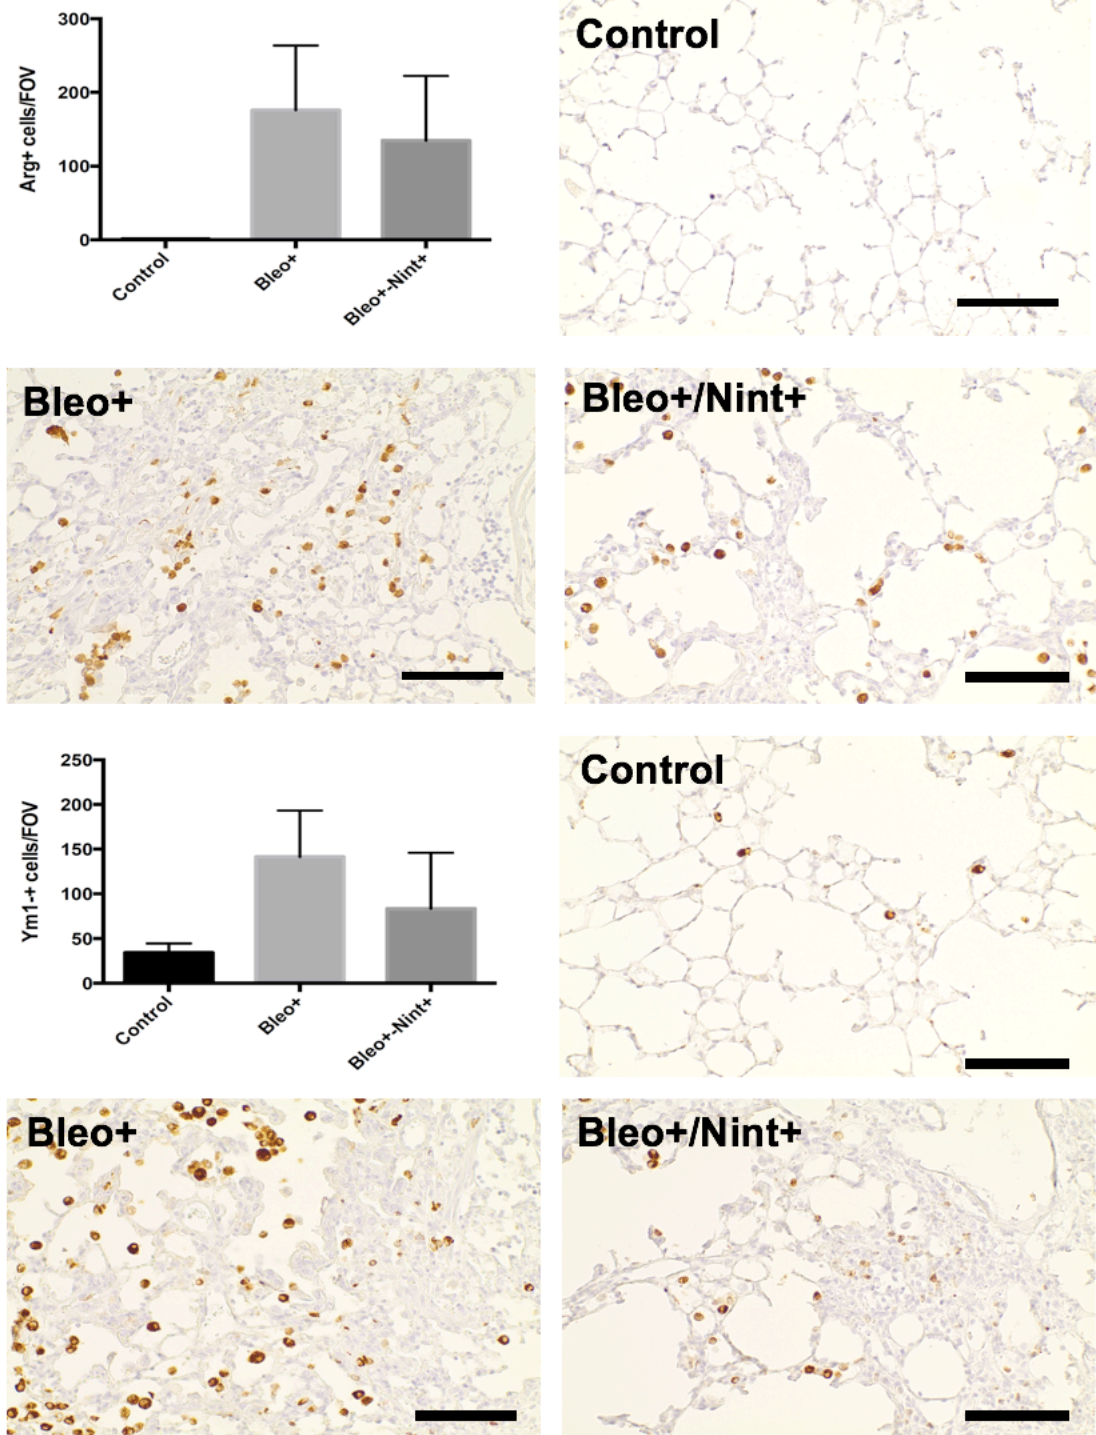 300
200
100
0
Arg+ cells/FOV
Control
Bleo+
Bleo+-Nint+
Control
Bleo+
Bleo+/Nint+
250
200
150
100
50
0
Ym1-+ cells/FOV
Control
Bleo+
Bleo+-Nint+
Control
Bleo+
Bleo+/Nint+